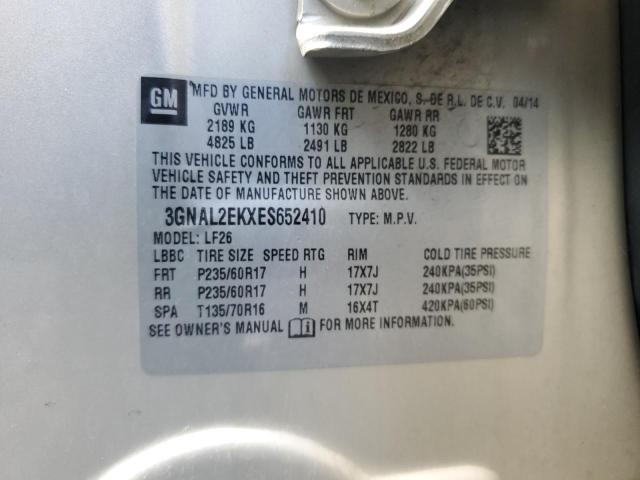 GM MFD BY GENERAL MOTORS DE MEXICO, S. DE R.L. DE C.V. 04/14
GVWR GAWR FRT GAWR RR
2189 KG 1130 KG 1280 KG
4825 LB 2491 LB 2822 LB
THIS VEHICLE CONFORMS TO ALL APPLICABLE U.S. FEDERAL MOTOR
VEHICLE SAFETY AND THEFT PREVENTION STANDARDS IN EFFECT ON
THE DATE OF MANUFACTURE SHOWN ABOVE.
3GNAL2EKXES652410 TYPE: M.P.V.
MODEL: LF26
LBBC TIRE SIZE SPEED RTG RIM COLD TIRE PRESSURE
FRT P235/60R17 H 17X7J 240KPA(35PSI)
RR P235/60R17 H 17X7J 240KPA(35PSI)
SPA T135/70R16 M 16X4T 420KPA(60PSI)
SEE OWNER'S MANUAL FOR MORE INFORMATION.